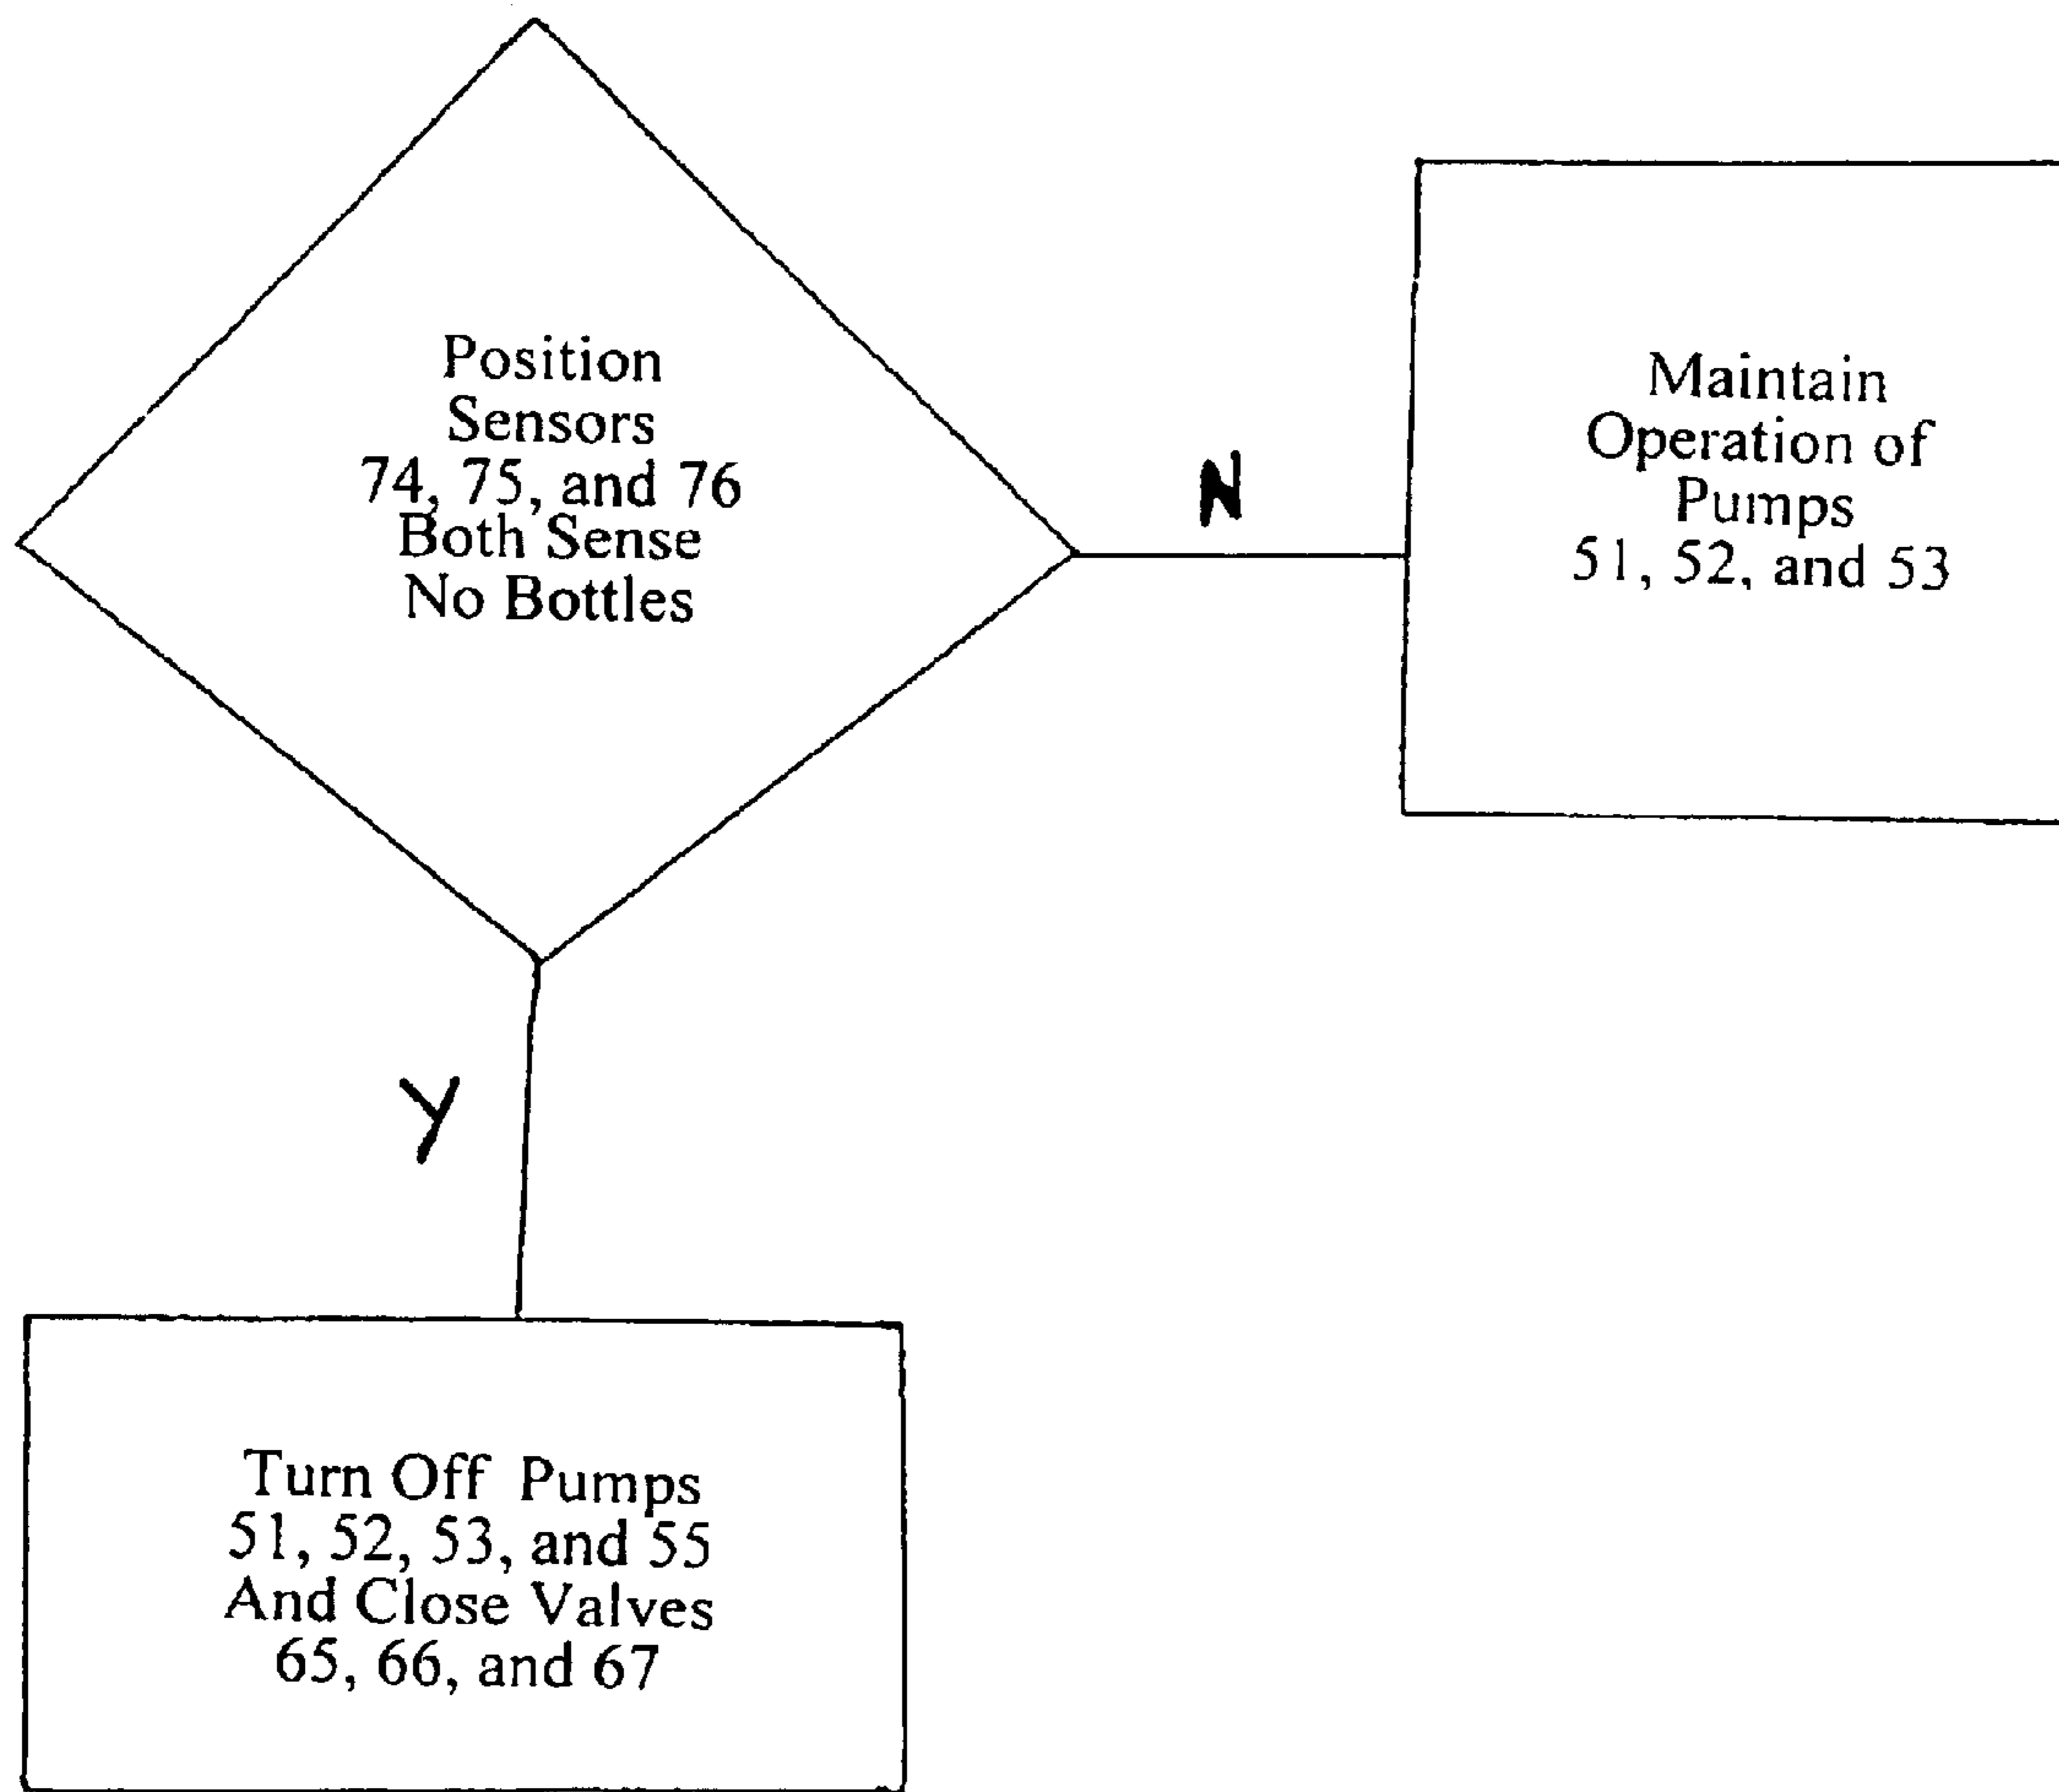 Position
Sensors
74, 75, and 76
Both Sense
No Bottles
N
Maintain
Operation of
Pumps
51, 52, and 53
Y
Turn Off Pumps
51, 52, 53, and 55
And Close Valves
65, 66, and 67